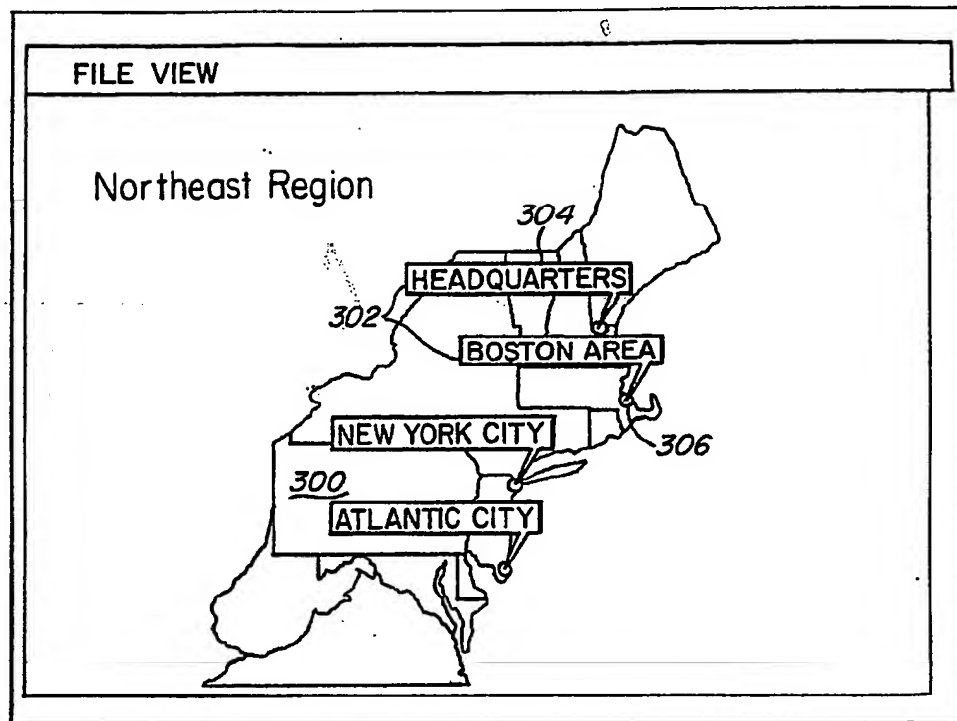 FILE VIEW
Northeast Region
304
HEADQUARTERS
302
BOSTON AREA
NEW YORK CITY
306
300
ATLANTIC CITY